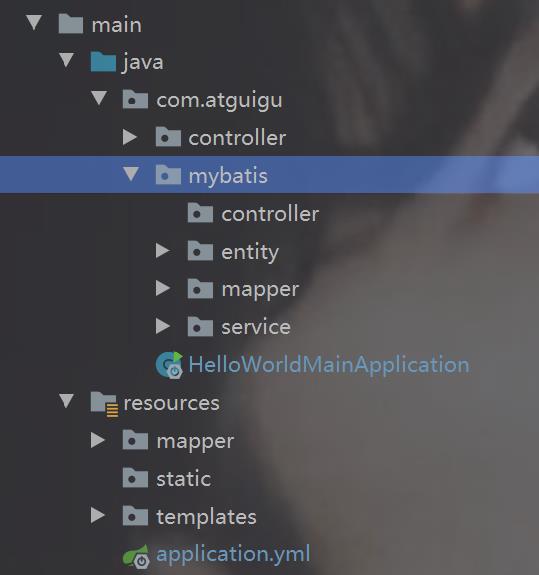 main
java
com.atguigu
controller
mybatis
controller
entity
mapper
service
HelloWorldMainApplication
resources
mapper
static
templates
application.yml